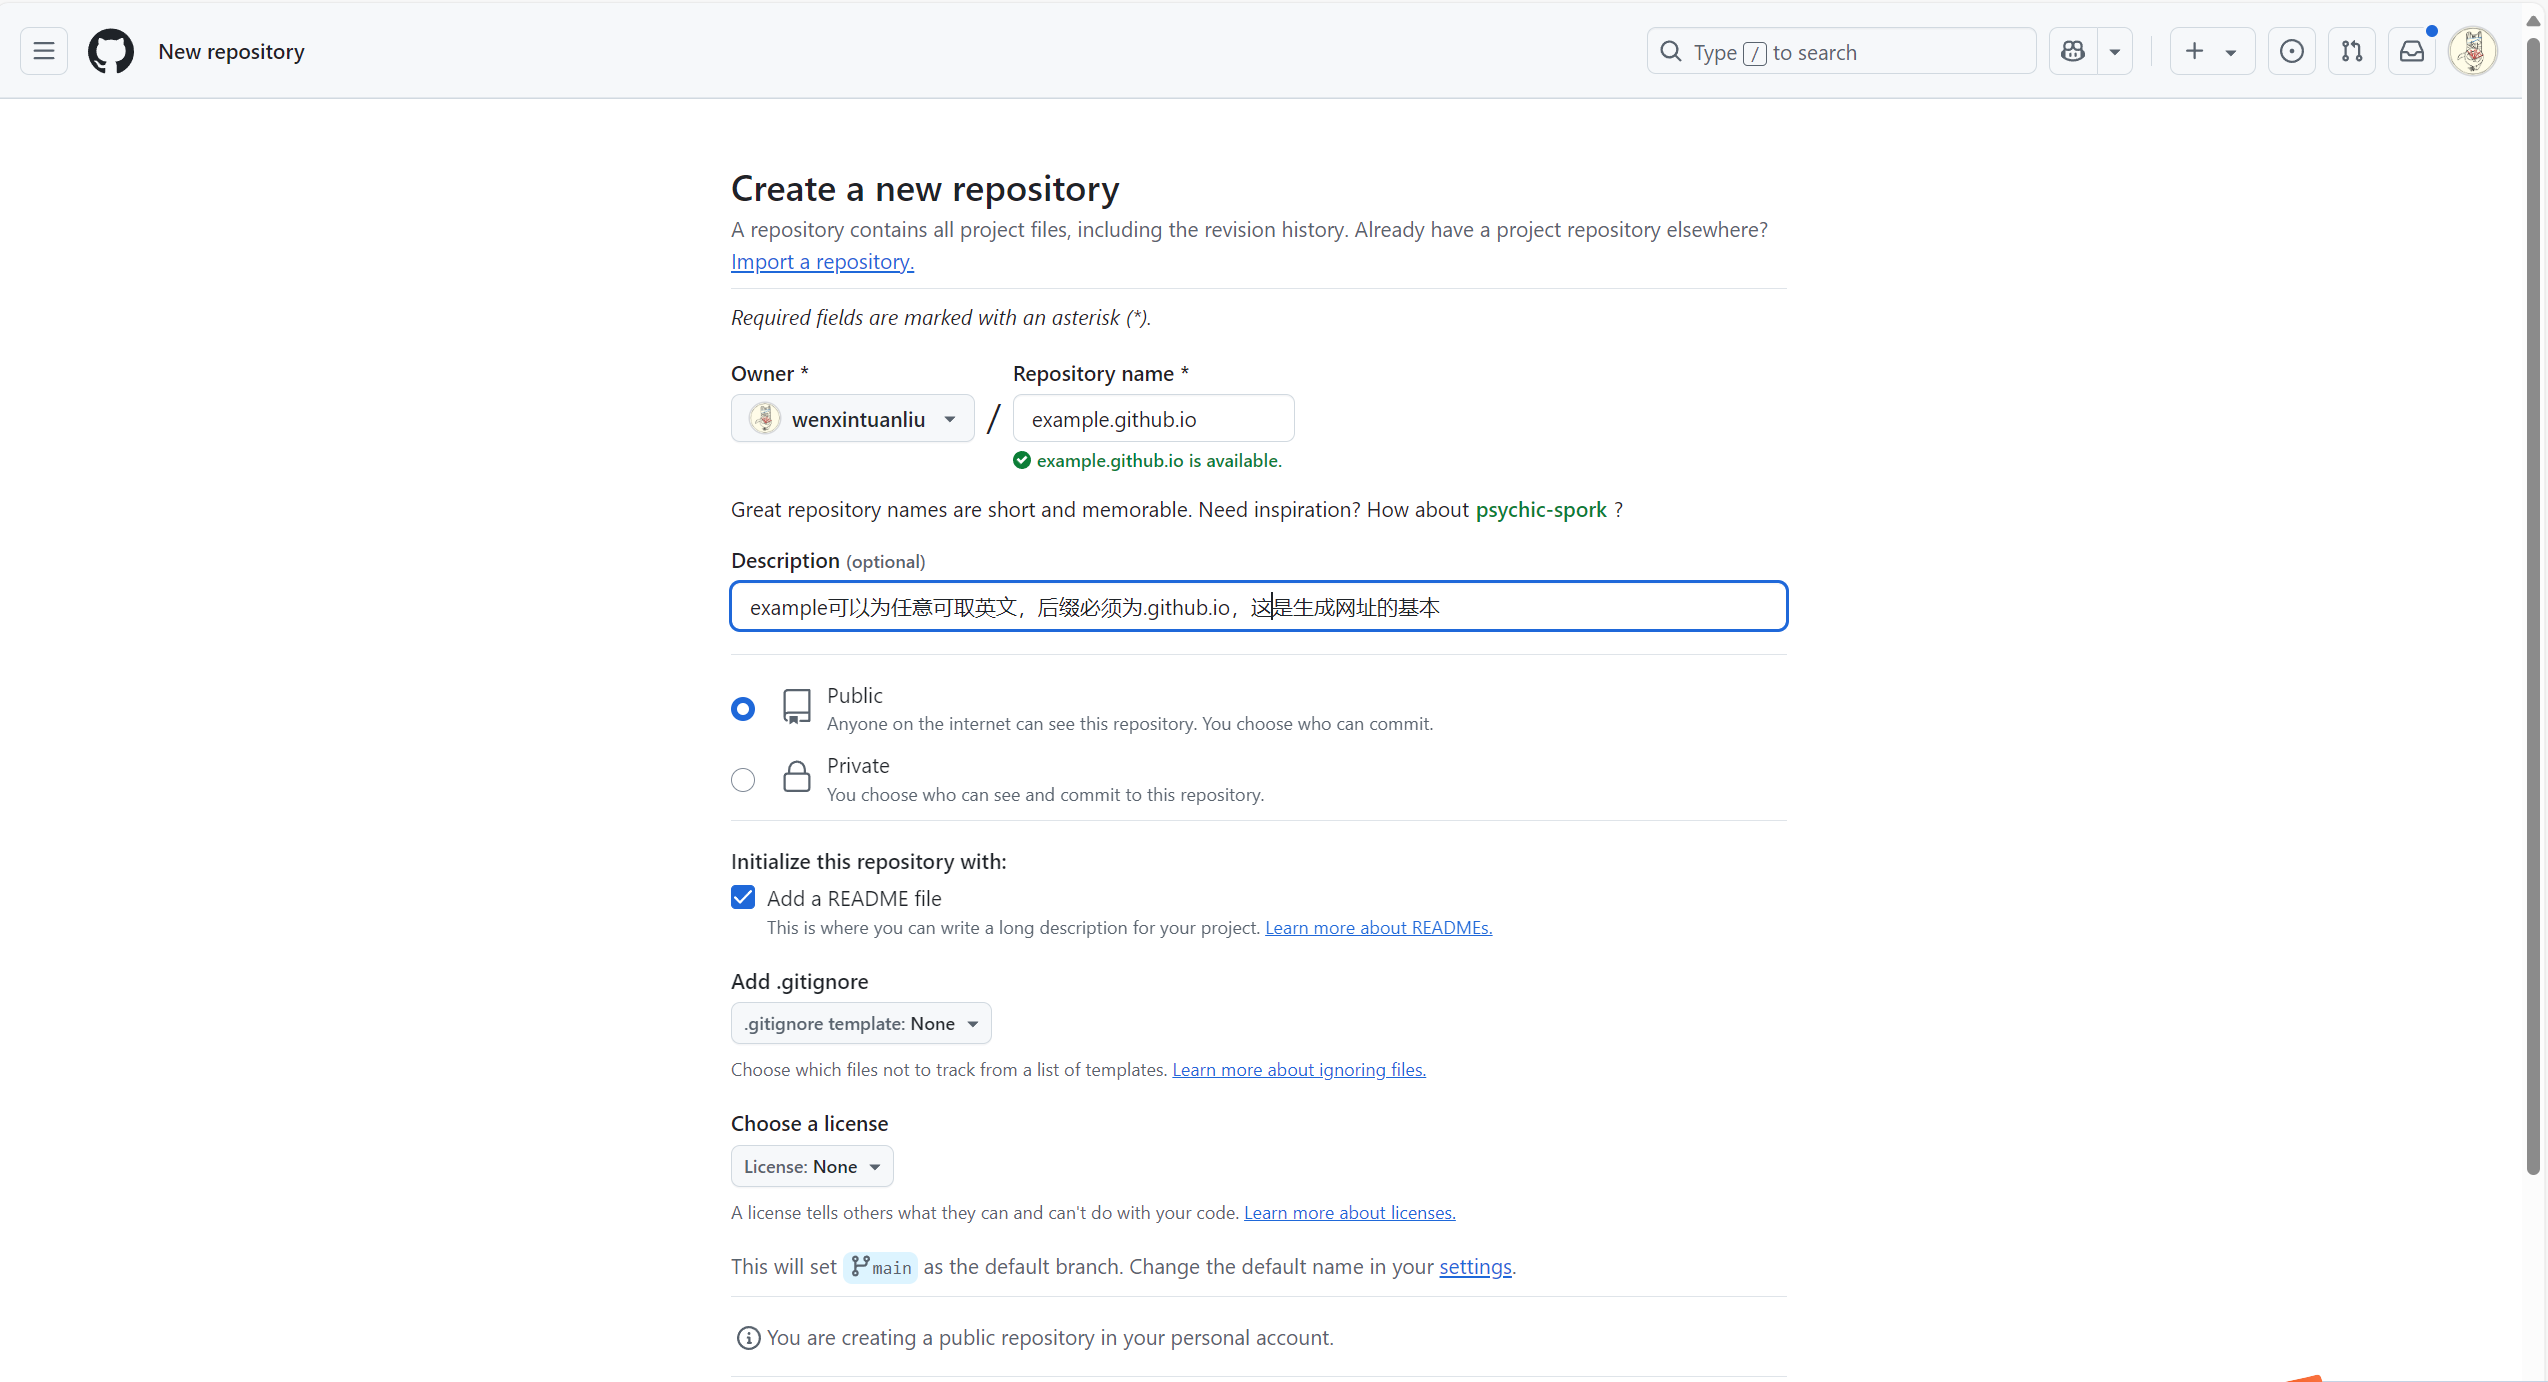 New repository
Type / to search
Create a new repository
A repository contains all project files, including the revision history. Already have a project repository elsewhere?
Import a repository.
Required fields are marked with an asterisk (*).
Owner * Repository name *
wenxintuanliu / example.github.io
example.github.io is available.
Great repository names are short and memorable. Need inspiration? How about psychic-spork ?
Description (optional)
example可以为任意可取英文，后缀必须为.github.io，这是生成网址的基本
Public
Anyone on the internet can see this repository. You choose who can commit.
Private
You choose who can see and commit to this repository.
Initialize this repository with:
Add a README file
This is where you can write a long description for your project. Learn more about READMEs.
Add .gitignore
.gitignore template: None
Choose which files not to track from a list of templates. Learn more about ignoring files.
Choose a license
License: None
A license tells others what they can and can't do with your code. Learn more about licenses.
This will set main as the default branch. Change the default name in your settings.
You are creating a public repository in your personal account.